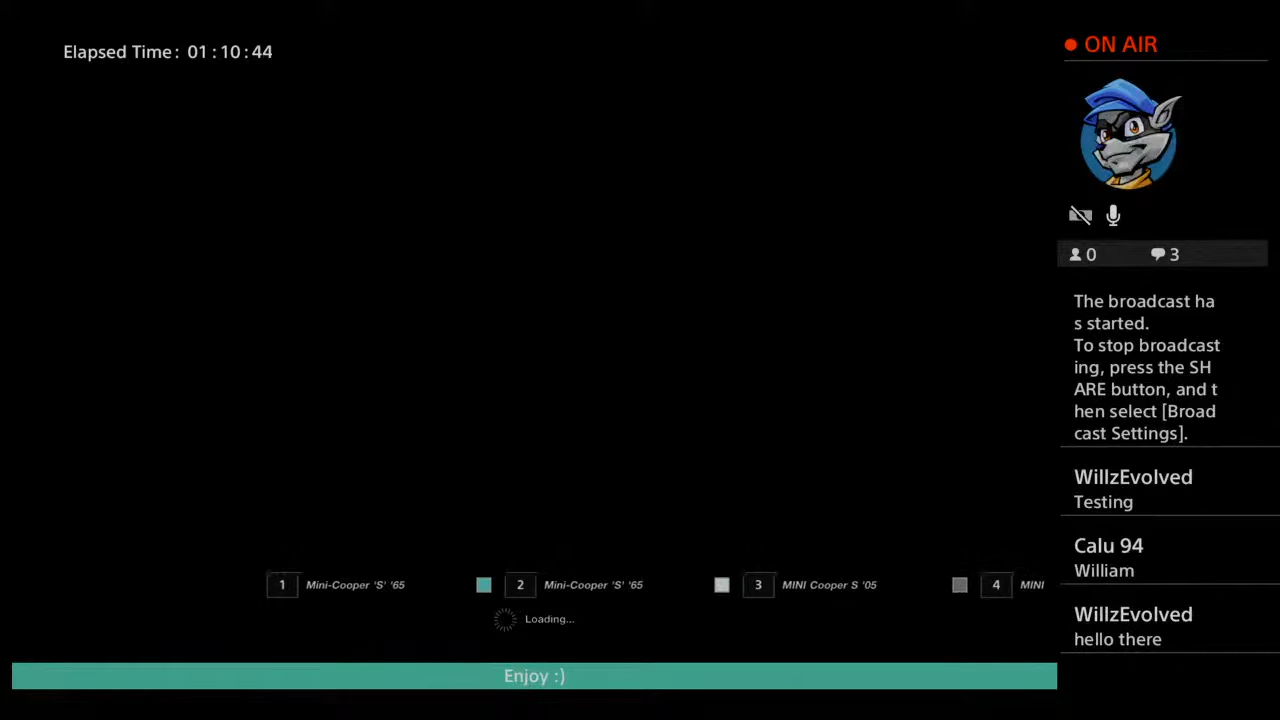 Elapsed Time: 01:10:44
ON AIR
0 3
The broadcast ha
s started.
To stop broadcast
ing, press the SH
ARE button, and t
hen select [Broad
cast Settings].
WillzEvolved
Testing
Calu 94
William
WillzEvolved
hello there
1 Mini-Cooper 'S' '65 2 Mini-Cooper 'S' '65 3 MINI Cooper S '05 4 MINI
Loading...
Enjoy :)